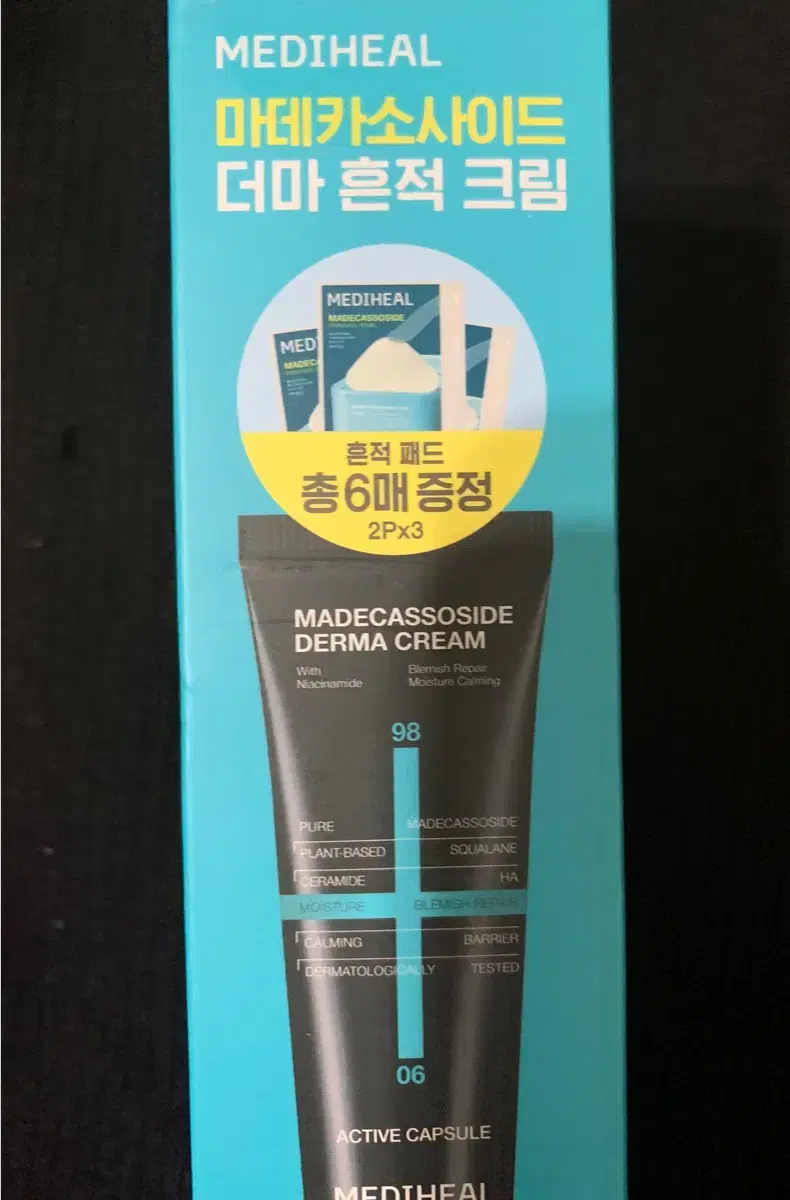 MEDIHEAL
마데카소사이드
더마 흔적 크림
MEDIHEAL
MADECASSOSIDE
MED
MADEC
흔적 패드
총 6매 증정
2Px3
MADECASSOSIDE
DERMA CREAM
With
Niacinamide
Blemish Repair
Moisture Calming
98
PURE MADECASSOSIDE
PLANT-BASED SQUALANE
CERAMIDE HA
MOISTURE BLEMISH REPAIR
CALMING BARRIER
DERMATOLOGICALLY TESTED
06
ACTIVE CAPSULE
MEDIHEAL